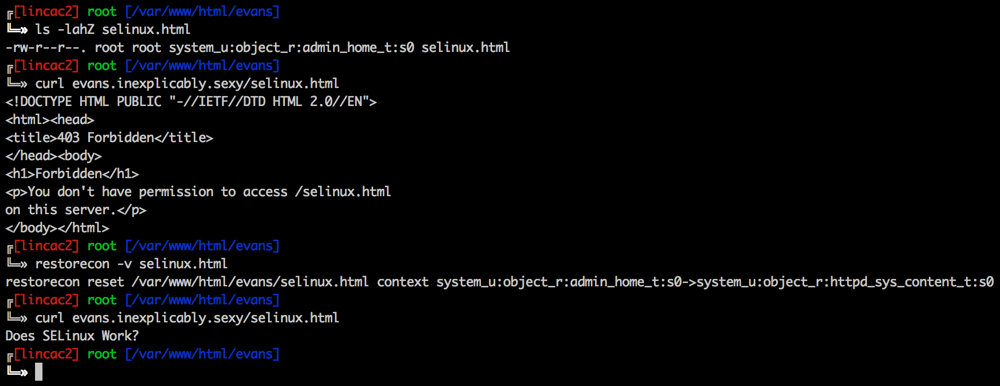 ╔[lincac2] root [/var/www/html/evans]
╚═» ls -lahZ selinux.html
-rw-r--r--. root root system_u:object_r:admin_home_t:s0 selinux.html
╔[lincac2] root [/var/www/html/evans]
╚═» curl evans.inexplicably.sexy/selinux.html
<!DOCTYPE HTML PUBLIC "-//IETF//DTD HTML 2.0//EN">
<html><head>
<title>403 Forbidden</title>
</head><body>
<h1>Forbidden</h1>
<p>You don't have permission to access /selinux.html
on this server.</p>
</body></html>
╔[lincac2] root [/var/www/html/evans]
╚═» restorecon -v selinux.html
restorecon reset /var/www/html/evans/selinux.html context system_u:object_r:admin_home_t:s0->system_u:object_r:httpd_sys_content_t:s0
╔[lincac2] root [/var/www/html/evans]
╚═» curl evans.inexplicably.sexy/selinux.html
Does SELinux Work?
╔[lincac2] root [/var/www/html/evans]
╚═»